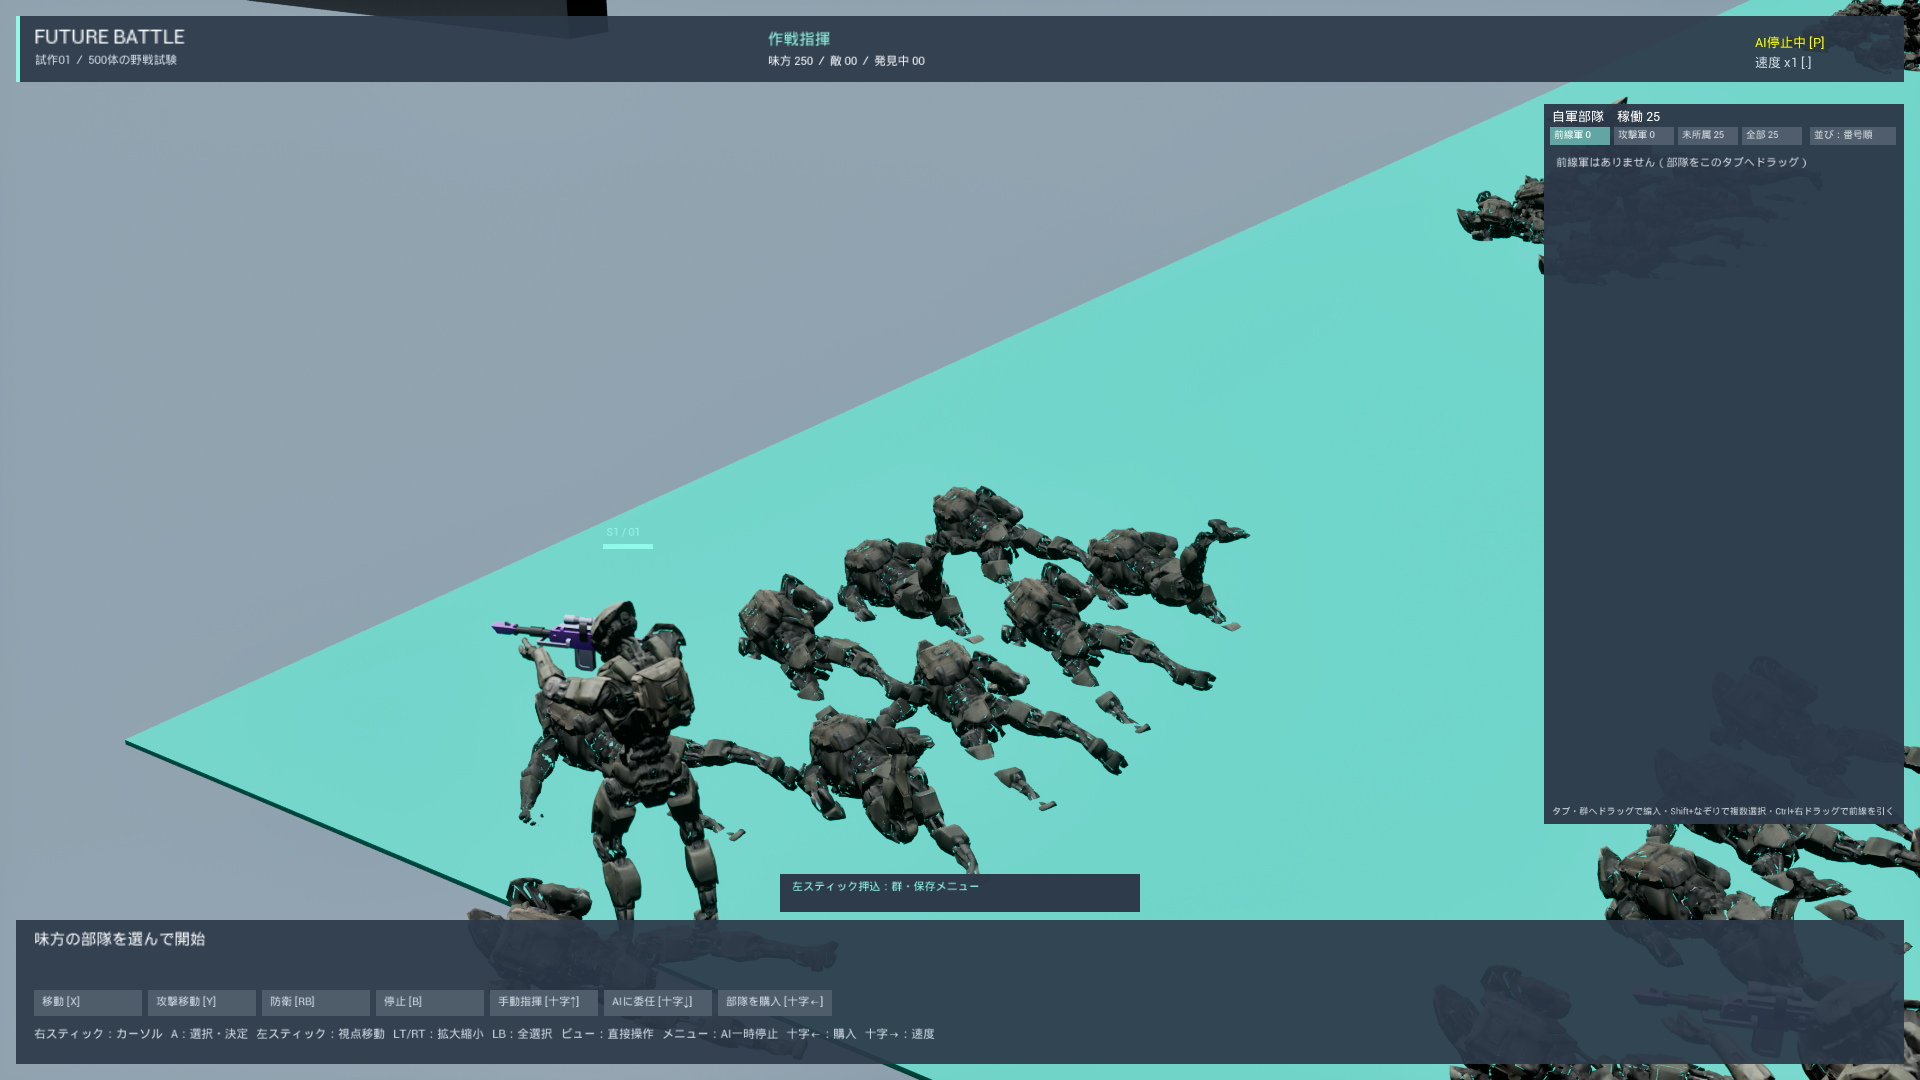 FUTURE BATTLE
試作01 / 500体の野戦試験
作戦指揮
味方 250 / 敵 00 / 発見中 00
AI停止中 [P]
速度 x1 [.]
自軍部隊 稼働 25
前線軍 0 攻撃軍 0 未所属 25 全部 25 並び：番号順
前線軍はありません（部隊をこのタブへドラッグ）
S1 / 01
タブ・群へドラッグで編入・Shift+なぞりで複数選択・Ctrl+右ドラッグで前線を引く
左スティック押込：群・保存メニュー
味方の部隊を選んで開始
移動 [X] 攻撃移動 [Y] 防衛 [RB] 停止 [B] 手動指揮 [十字↑] AIに委任 [十字↓] 部隊を購入 [十字←]
右スティック：カーソル A：選択・決定 左スティック：視点移動 LT/RT：拡大縮小 LB：全選択 ビュー：直接操作 メニュー：AI一時停止 十字←：購入 十字→：速度